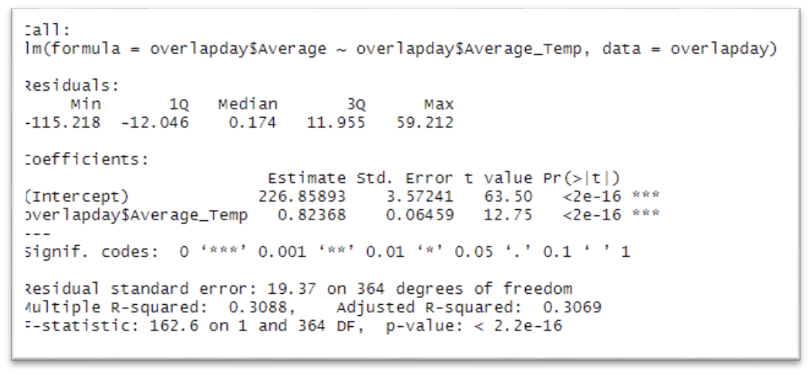 Call:
lm(formula = overlapday$Average ~ overlapday$Average_Temp, data = overlapday)
Residuals:
Min 1Q Median 3Q Max
-115.218 -12.046 0.174 11.955 59.212
Coefficients:
Estimate Std. Error t value Pr(>|t|)
(Intercept) 226.85893 3.57241 63.50 <2e-16 ***
overlapday$Average_Temp 0.82368 0.06459 12.75 <2e-16 ***
---
Signif. codes: 0 ‘***’ 0.001 ‘**’ 0.01 ‘*’ 0.05 ‘.’ 0.1 ‘ ’ 1
Residual standard error: 19.37 on 364 degrees of freedom
Multiple R-squared: 0.3088, Adjusted R-squared: 0.3069
F-statistic: 162.6 on 1 and 364 DF, p-value: < 2.2e-16